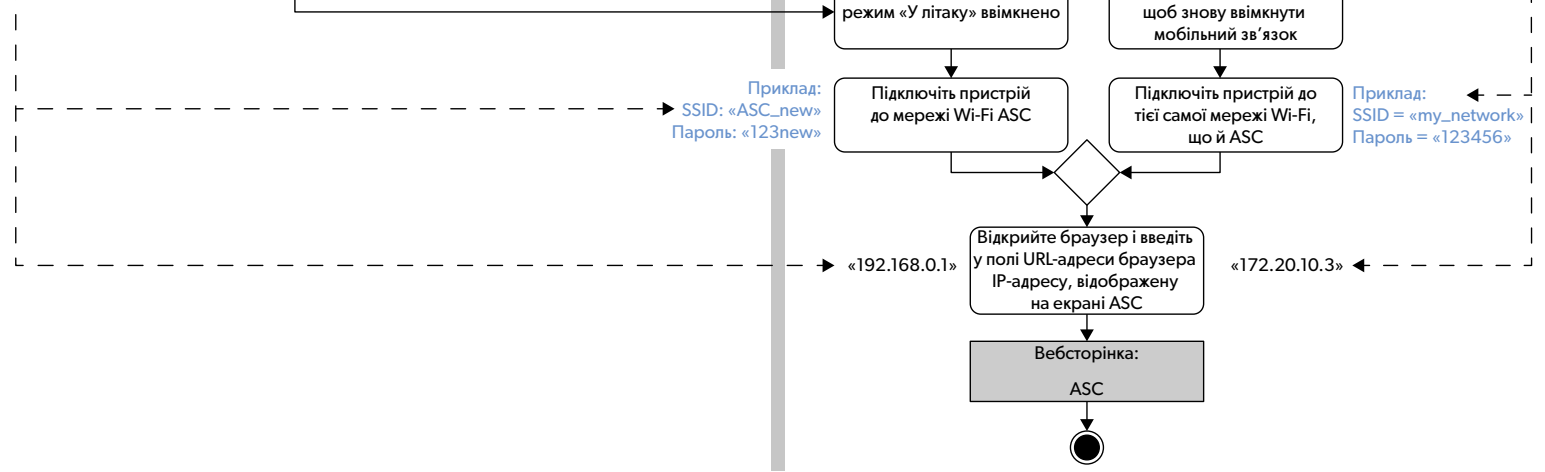 режим «У літаку» ввімкнено
щоб знову ввімкнути
мобільний зв’язок
Приклад:
SSID: «ASC_new»
Пароль: «123new»
Підключіть пристрій
до мережі Wi-Fi ASC
Підключіть пристрій до
тієї самої мережі Wi-Fi,
що й ASC
Приклад:
SSID = «my_network»
Пароль = «123456»
«192.168.0.1»
Відкрийте браузер і введіть
у полі URL-адреси браузера
IP-адресу, відображену
на екрані ASC
«172.20.10.3»
Вебсторінка:
ASC